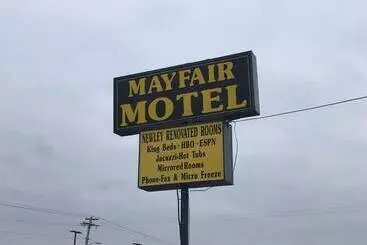 MAYFAIR
MOTEL
NEWLEY RENOVATED ROOMS
King Beds - HBO - ESPN
Jacuzzi-Hot Tubs
Mirrored Rooms
Phone-Fax & Micro Freeze